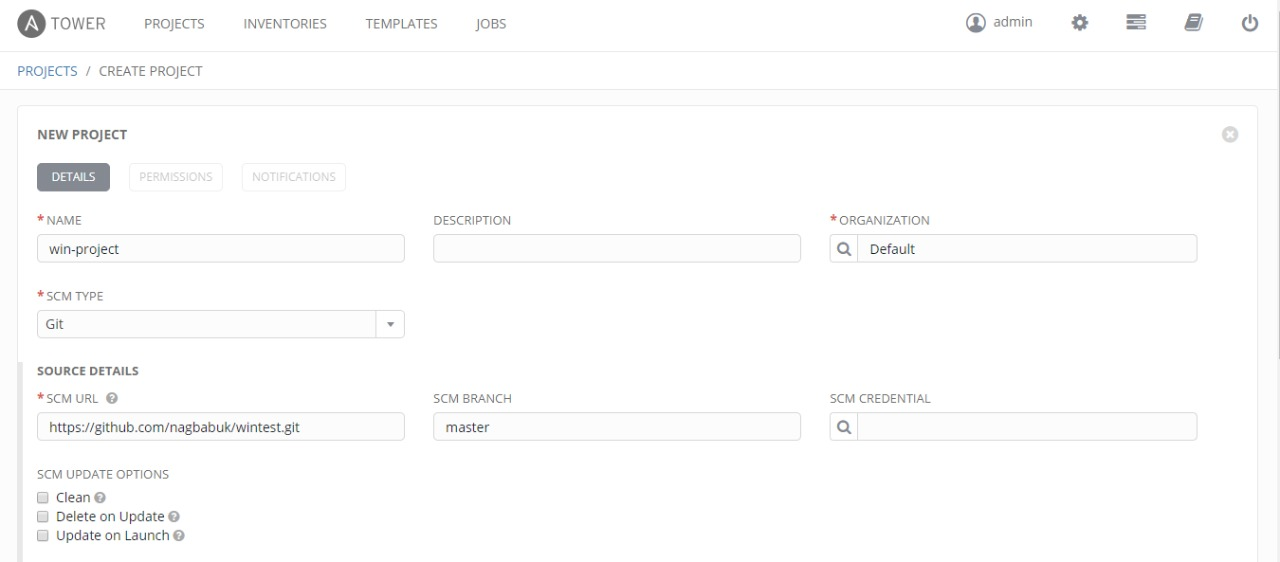 TOWER PROJECTS INVENTORIES TEMPLATES JOBS admin
PROJECTS / CREATE PROJECT
NEW PROJECT
DETAILS PERMISSIONS NOTIFICATIONS
* NAME DESCRIPTION * ORGANIZATION
win-project Default
* SCM TYPE
Git
SOURCE DETAILS
* SCM URL ? SCM BRANCH SCM CREDENTIAL
https://github.com/nagbabuk/wintest.git master
SCM UPDATE OPTIONS
Clean ?
Delete on Update ?
Update on Launch ?